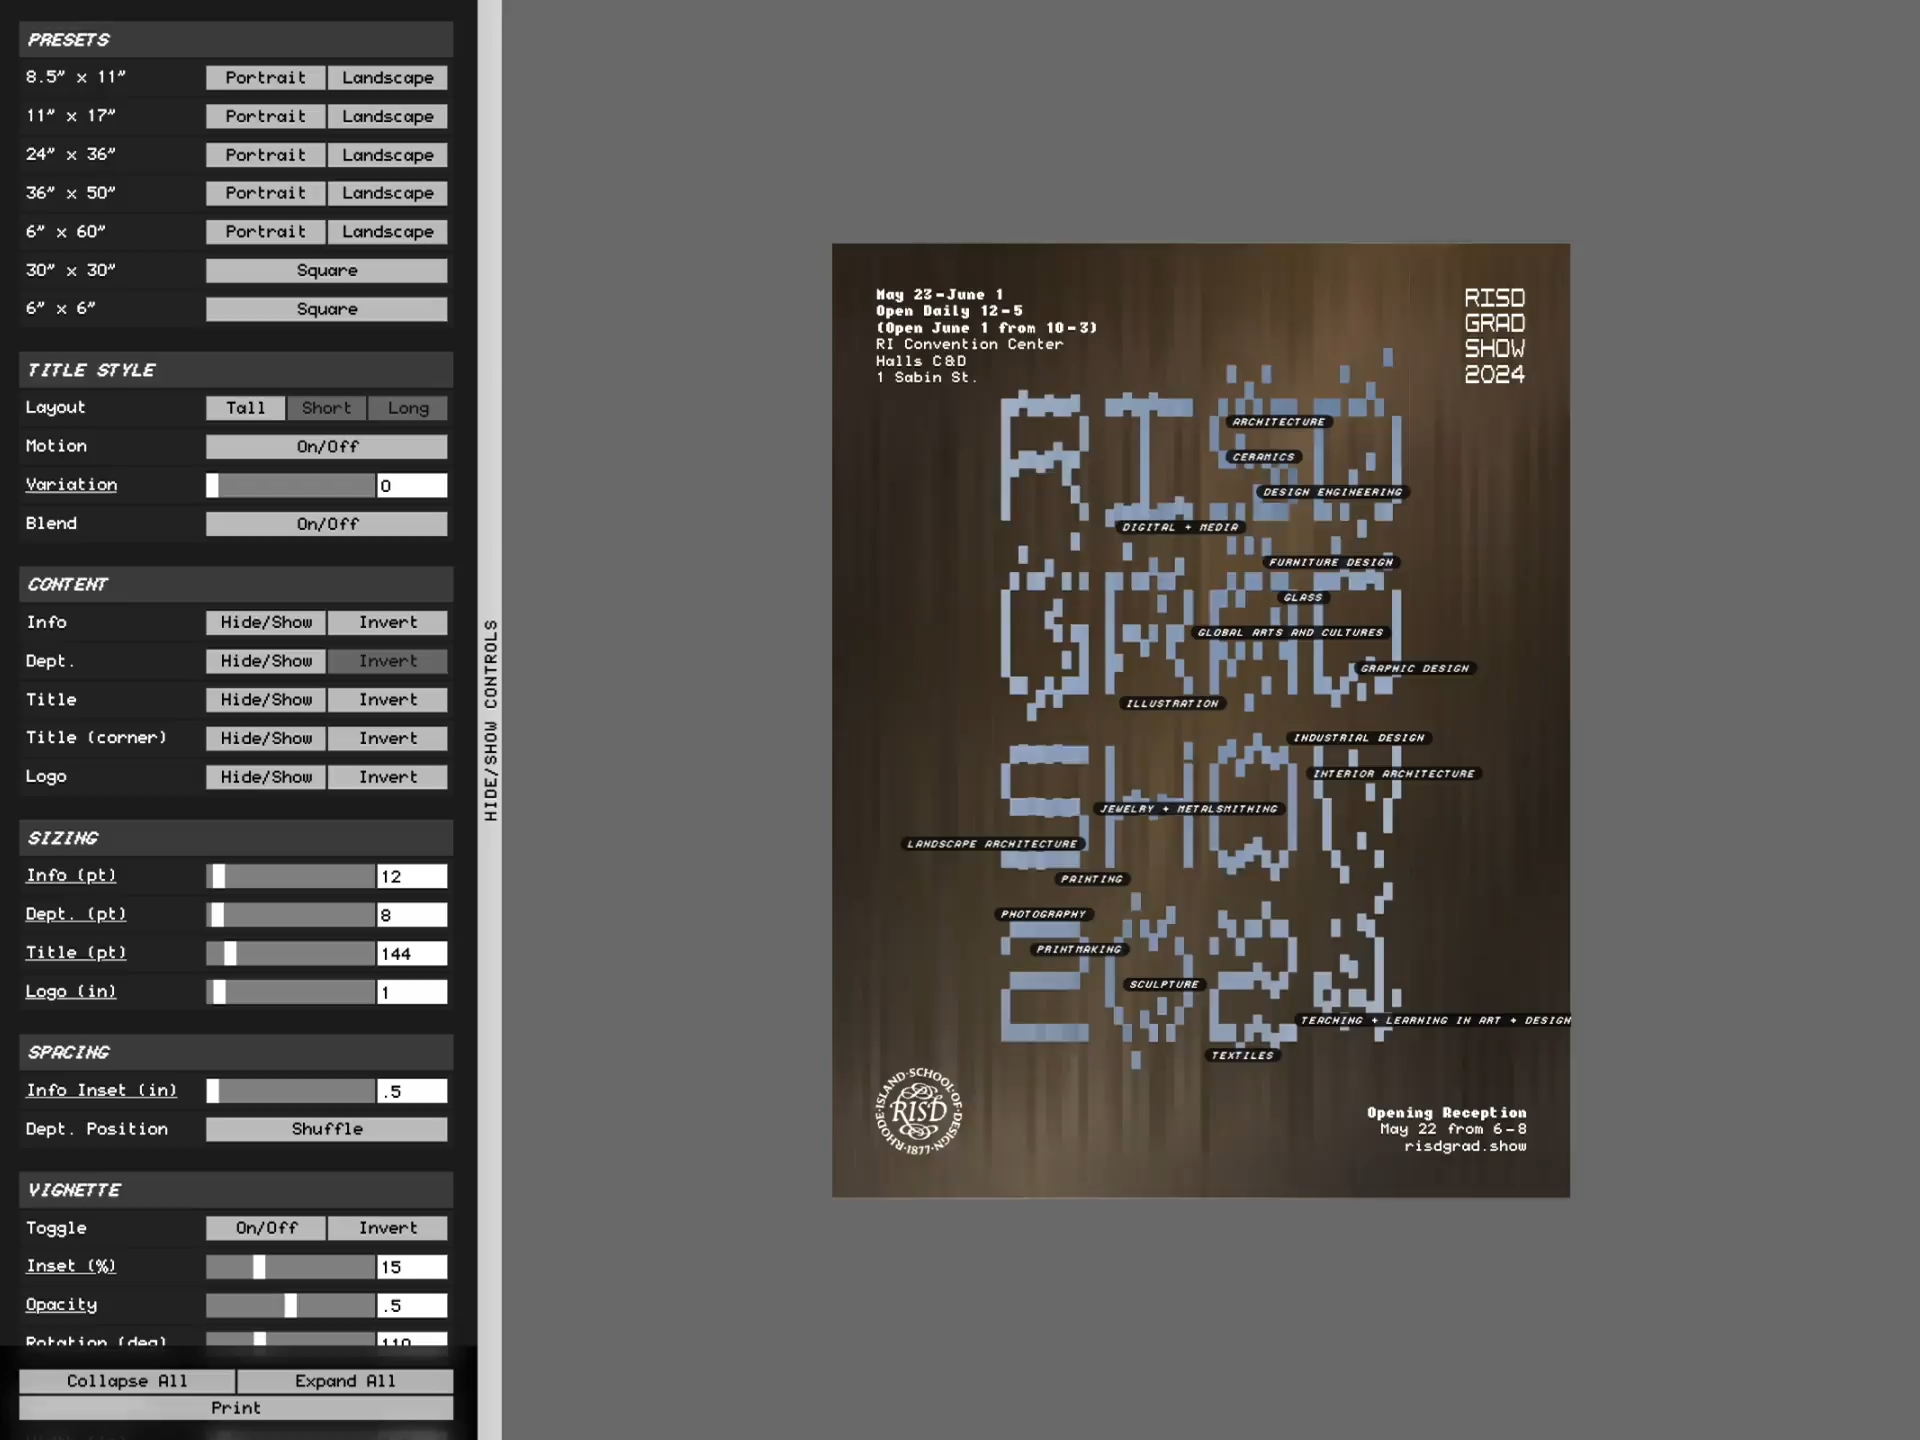 PRESETS
8.5" x 11" Portrait Landscape
11" x 17" Portrait Landscape
24" x 36" Portrait Landscape
36" x 50" Portrait Landscape
6" x 60" Portrait Landscape
30" x 30" Square
6" x 6" Square
TITLE STYLE
Layout Tall Short Long
Motion On/Off
Variation 0
Blend On/Off
CONTENT
Info Hide/Show Invert
Dept. Hide/Show Invert
Title Hide/Show Invert
Title (corner) Hide/Show Invert
Logo Hide/Show Invert
SIZING
Info (pt) 12
Dept. (pt) 8
Title (pt) 144
Logo (in) 1
SPACING
Info Inset (in) .5
Dept. Position Shuffle
VIGNETTE
Toggle On/Off Invert
Inset (%) 15
Opacity .5
Rotation (deg) 110
Collapse All Expand All
Print
HIDE/SHOW CONTROLS
May 23-June 1
Open Daily 12-5
(Open June 1 from 10-3)
RI Convention Center
Halls C&D
1 Sabin St.
RISD
GRAD
SHOW
2024
RISD
GRAD
SHOW
2024
ARCHITECTURE
CERAMICS
DESIGN ENGINEERING
DIGITAL + MEDIA
FURNITURE DESIGN
GLASS
GLOBAL ARTS AND CULTURES
GRAPHIC DESIGN
ILLUSTRATION
INDUSTRIAL DESIGN
INTERIOR ARCHITECTURE
JEWELRY + METALSMITHING
LANDSCAPE ARCHITECTURE
PAINTING
PHOTOGRAPHY
PRINTMAKING
SCULPTURE
TEACHING + LEARNING IN ART + DESIGN
TEXTILES
RHODE·ISLAND·SCHOOL·OF·DESIGN
RISD
·1877·
Opening Reception
May 22 from 6-8
risdgrad.show